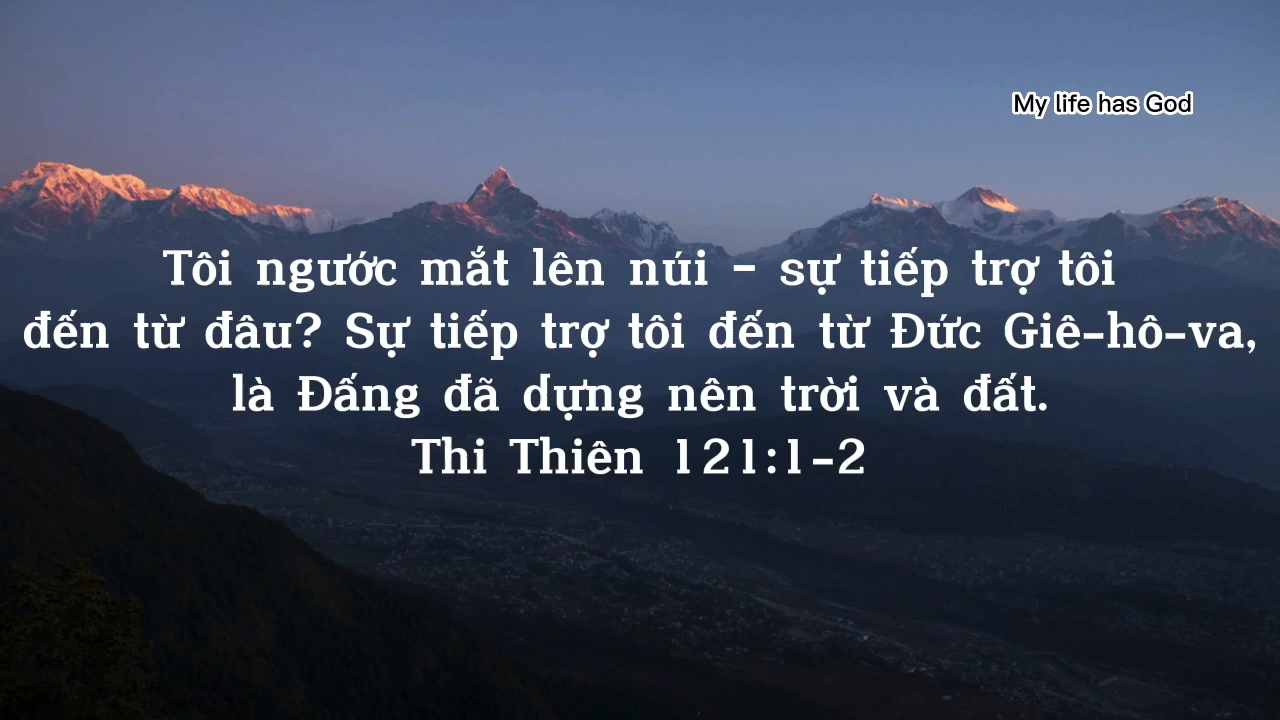 My life has God
Tôi ngước mắt lên núi - sự tiếp trợ tôi
đến từ đâu? Sự tiếp trợ tôi đến từ Đức Giê-hô-va,
là Đấng đã dựng nên trời và đất.
Thi Thiên 121:1-2